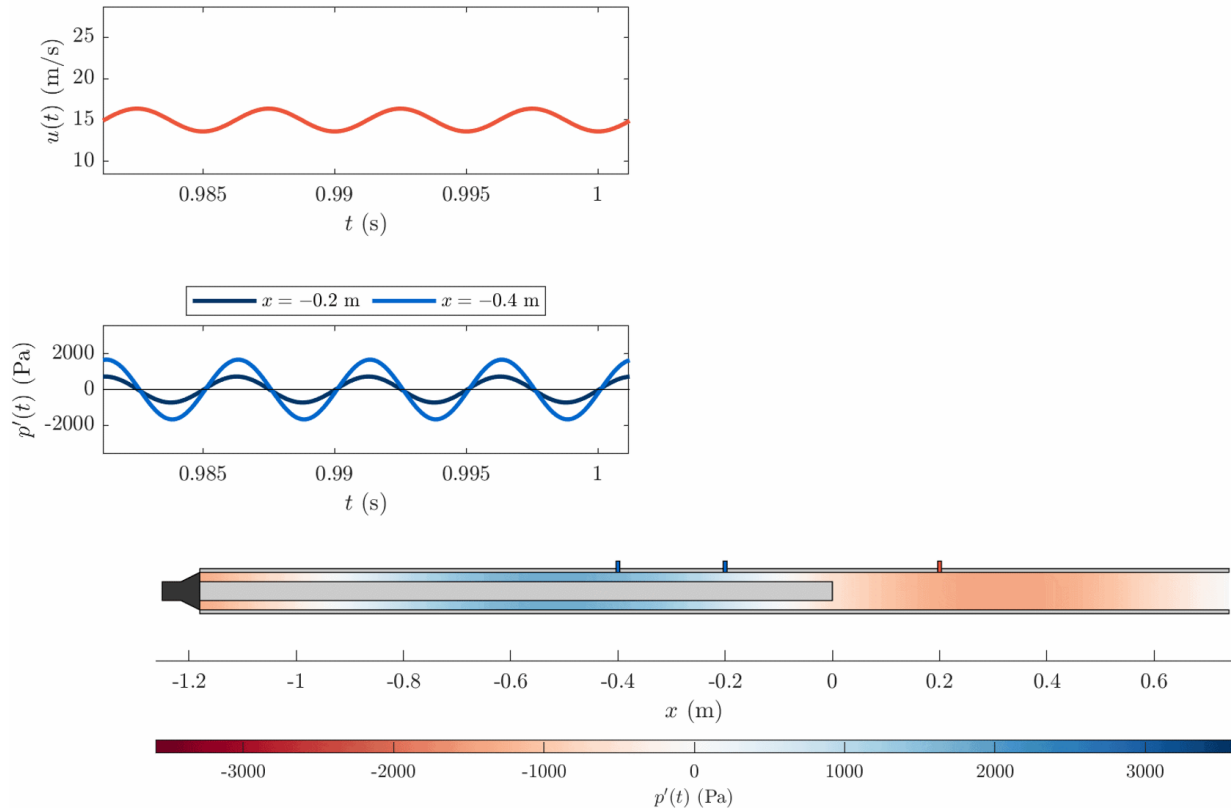 25
20
15
10
u(t) (m/s)
0.985 0.99 0.995 1
t (s)
x = −0.2 m x = −0.4 m
2000
0
-2000
p′(t) (Pa)
0.985 0.99 0.995 1
t (s)
-1.2 -1 -0.8 -0.6 -0.4 -0.2 0 0.2 0.4 0.6
x (m)
-3000 -2000 -1000 0 1000 2000 3000
p′(t) (Pa)